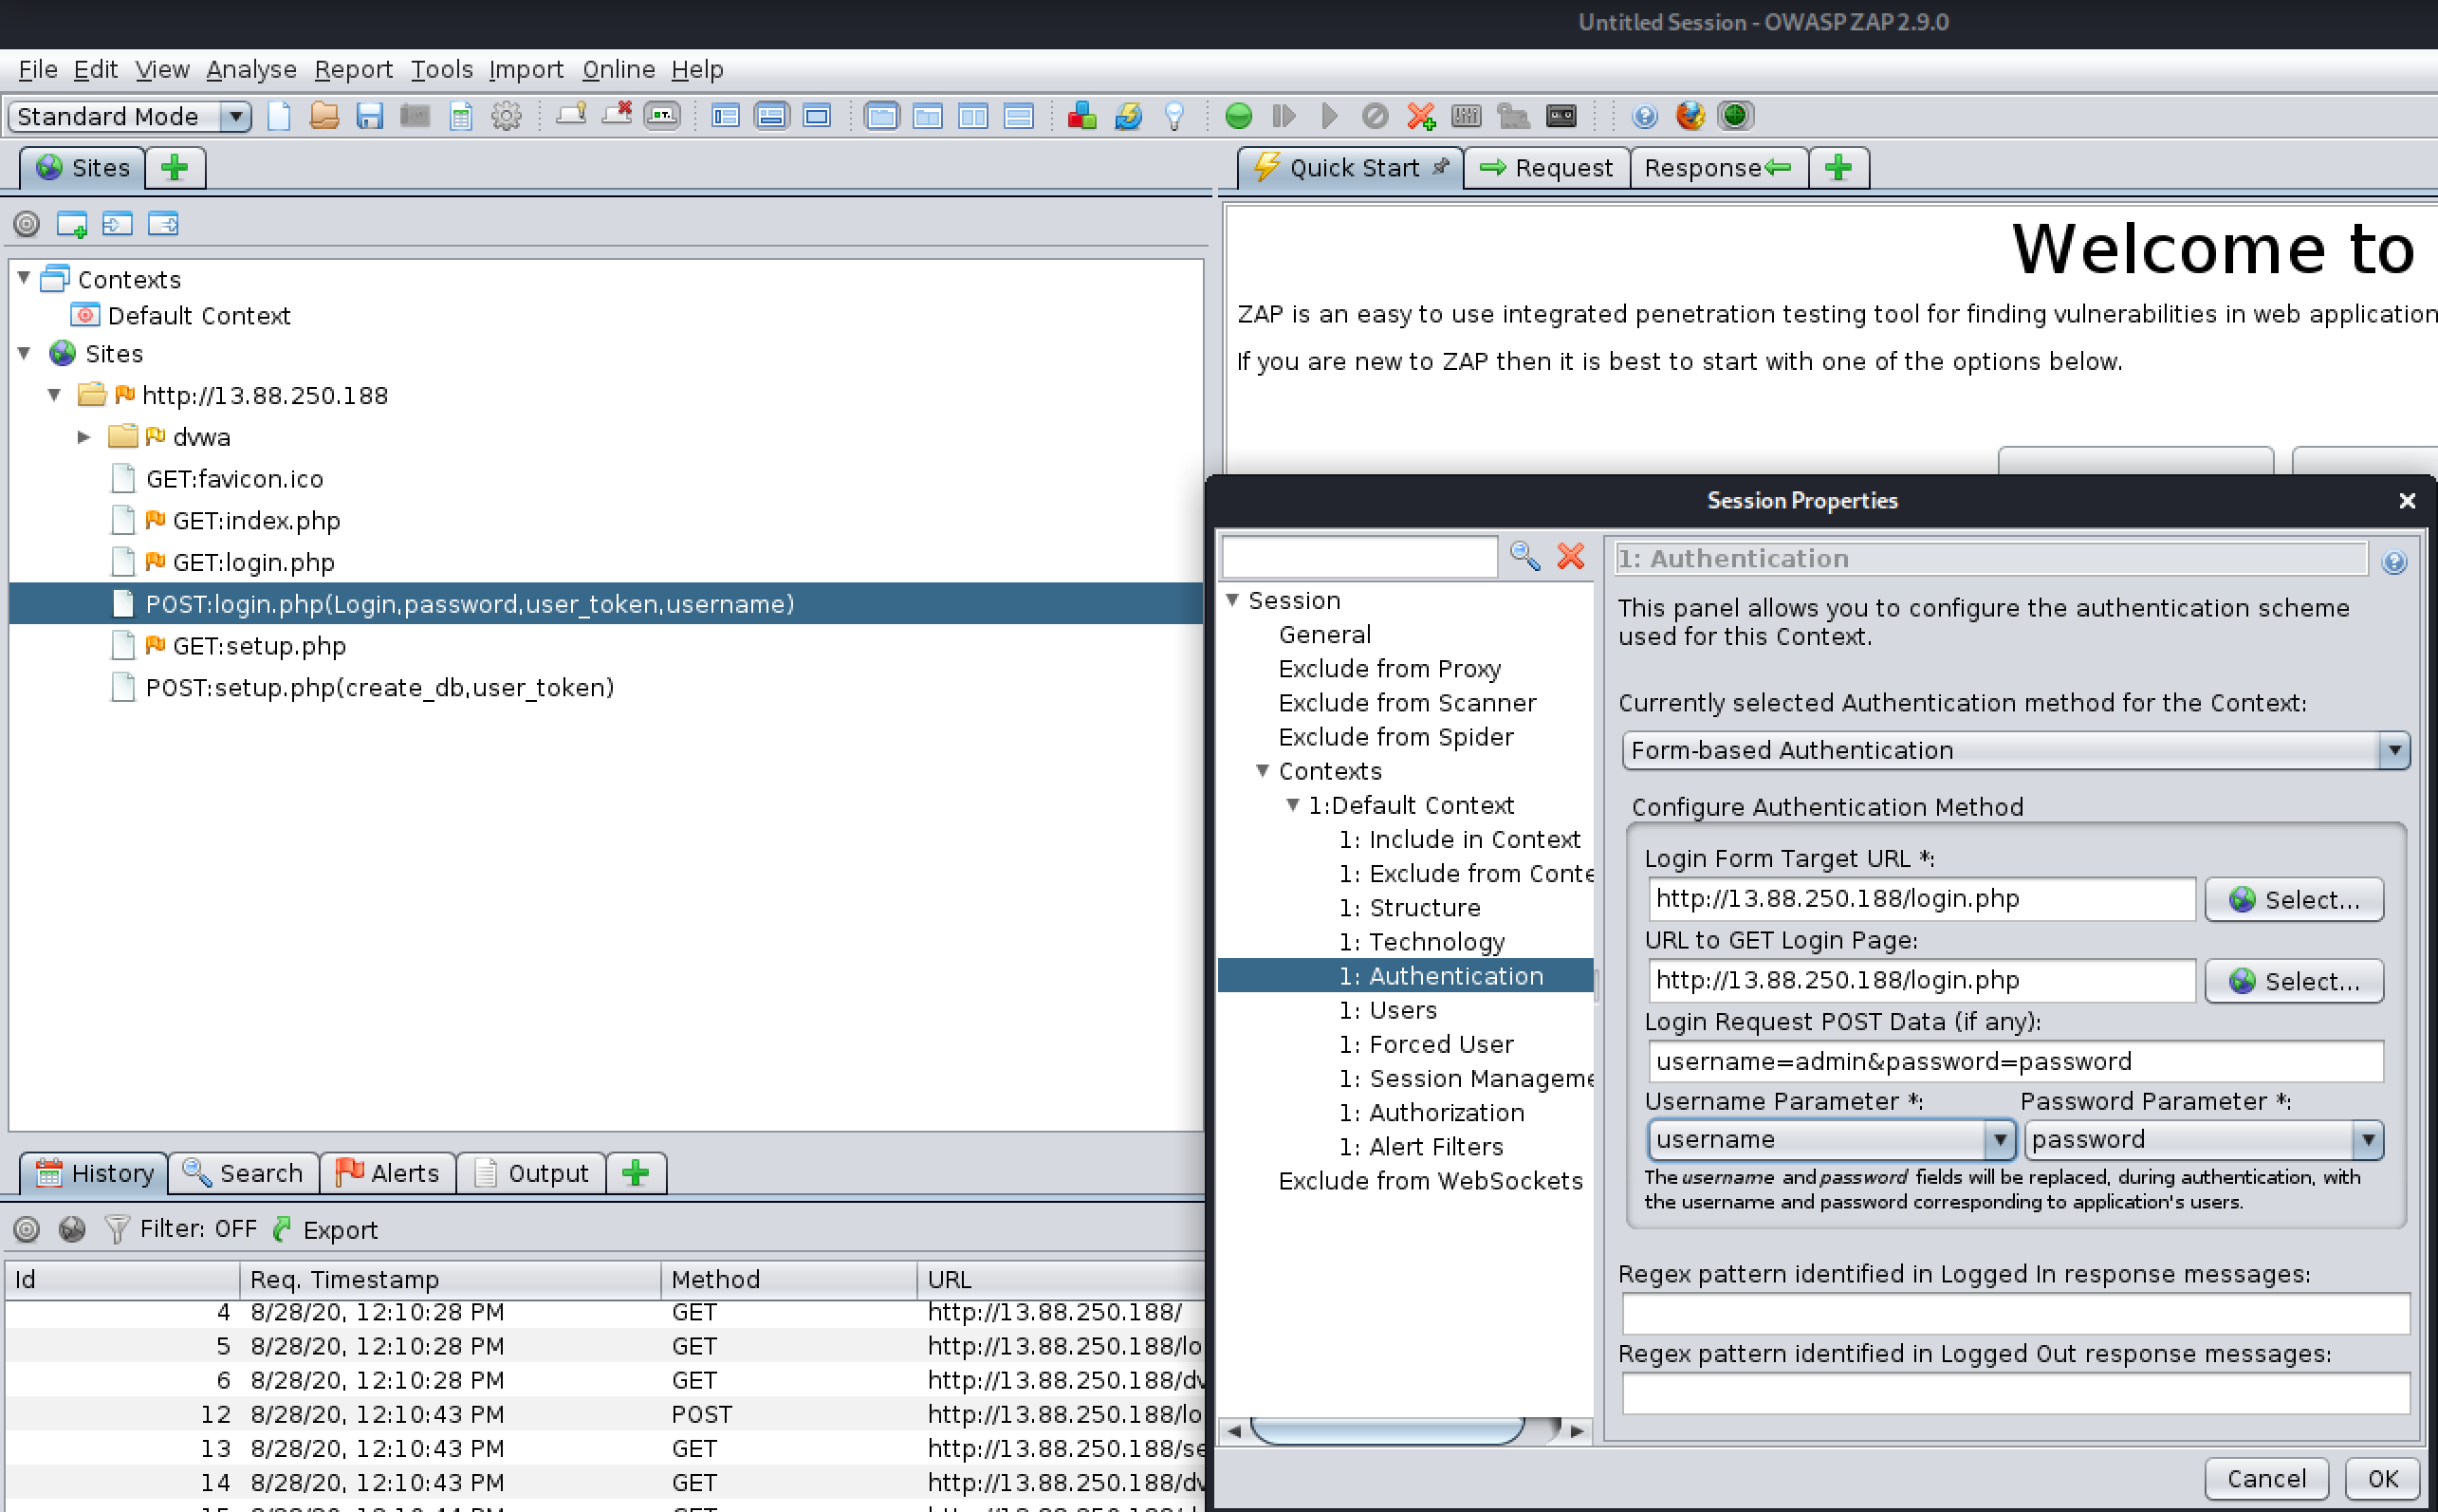 Untitled Session - OWASP ZAP 2.9.0
File Edit View Analyse Report Tools Import Online Help
Standard Mode
Sites
Quick Start Request Response
Contexts
Default Context
Sites
http://13.88.250.188
dvwa
GET:favicon.ico
GET:index.php
GET:login.php
POST:login.php(Login,password,user_token,username)
GET:setup.php
POST:setup.php(create_db,user_token)
Welcome to
ZAP is an easy to use integrated penetration testing tool for finding vulnerabilities in web application
If you are new to ZAP then it is best to start with one of the options below.
History Search Alerts Output
Filter: OFF Export
Id Req. Timestamp Method URL
4 8/28/20, 12:10:28 PM GET http://13.88.250.188/
5 8/28/20, 12:10:28 PM GET http://13.88.250.188/lo
6 8/28/20, 12:10:28 PM GET http://13.88.250.188/dv
12 8/28/20, 12:10:43 PM POST http://13.88.250.188/lo
13 8/28/20, 12:10:43 PM GET http://13.88.250.188/se
14 8/28/20, 12:10:43 PM GET http://13.88.250.188/dv
Session Properties
Session
General
Exclude from Proxy
Exclude from Scanner
Exclude from Spider
Contexts
1:Default Context
1: Include in Context
1: Exclude from Conte
1: Structure
1: Technology
1: Authentication
1: Users
1: Forced User
1: Session Manageme
1: Authorization
1: Alert Filters
Exclude from WebSockets
1: Authentication
This panel allows you to configure the authentication scheme
used for this Context.
Currently selected Authentication method for the Context:
Form-based Authentication
Configure Authentication Method
Login Form Target URL *:
http://13.88.250.188/login.php Select...
URL to GET Login Page:
http://13.88.250.188/login.php Select...
Login Request POST Data (if any):
username=admin&password=password
Username Parameter *: Password Parameter *:
username password
The username and password fields will be replaced, during authentication, with
the username and password corresponding to application's users.
Regex pattern identified in Logged In response messages:
Regex pattern identified in Logged Out response messages:
Cancel OK